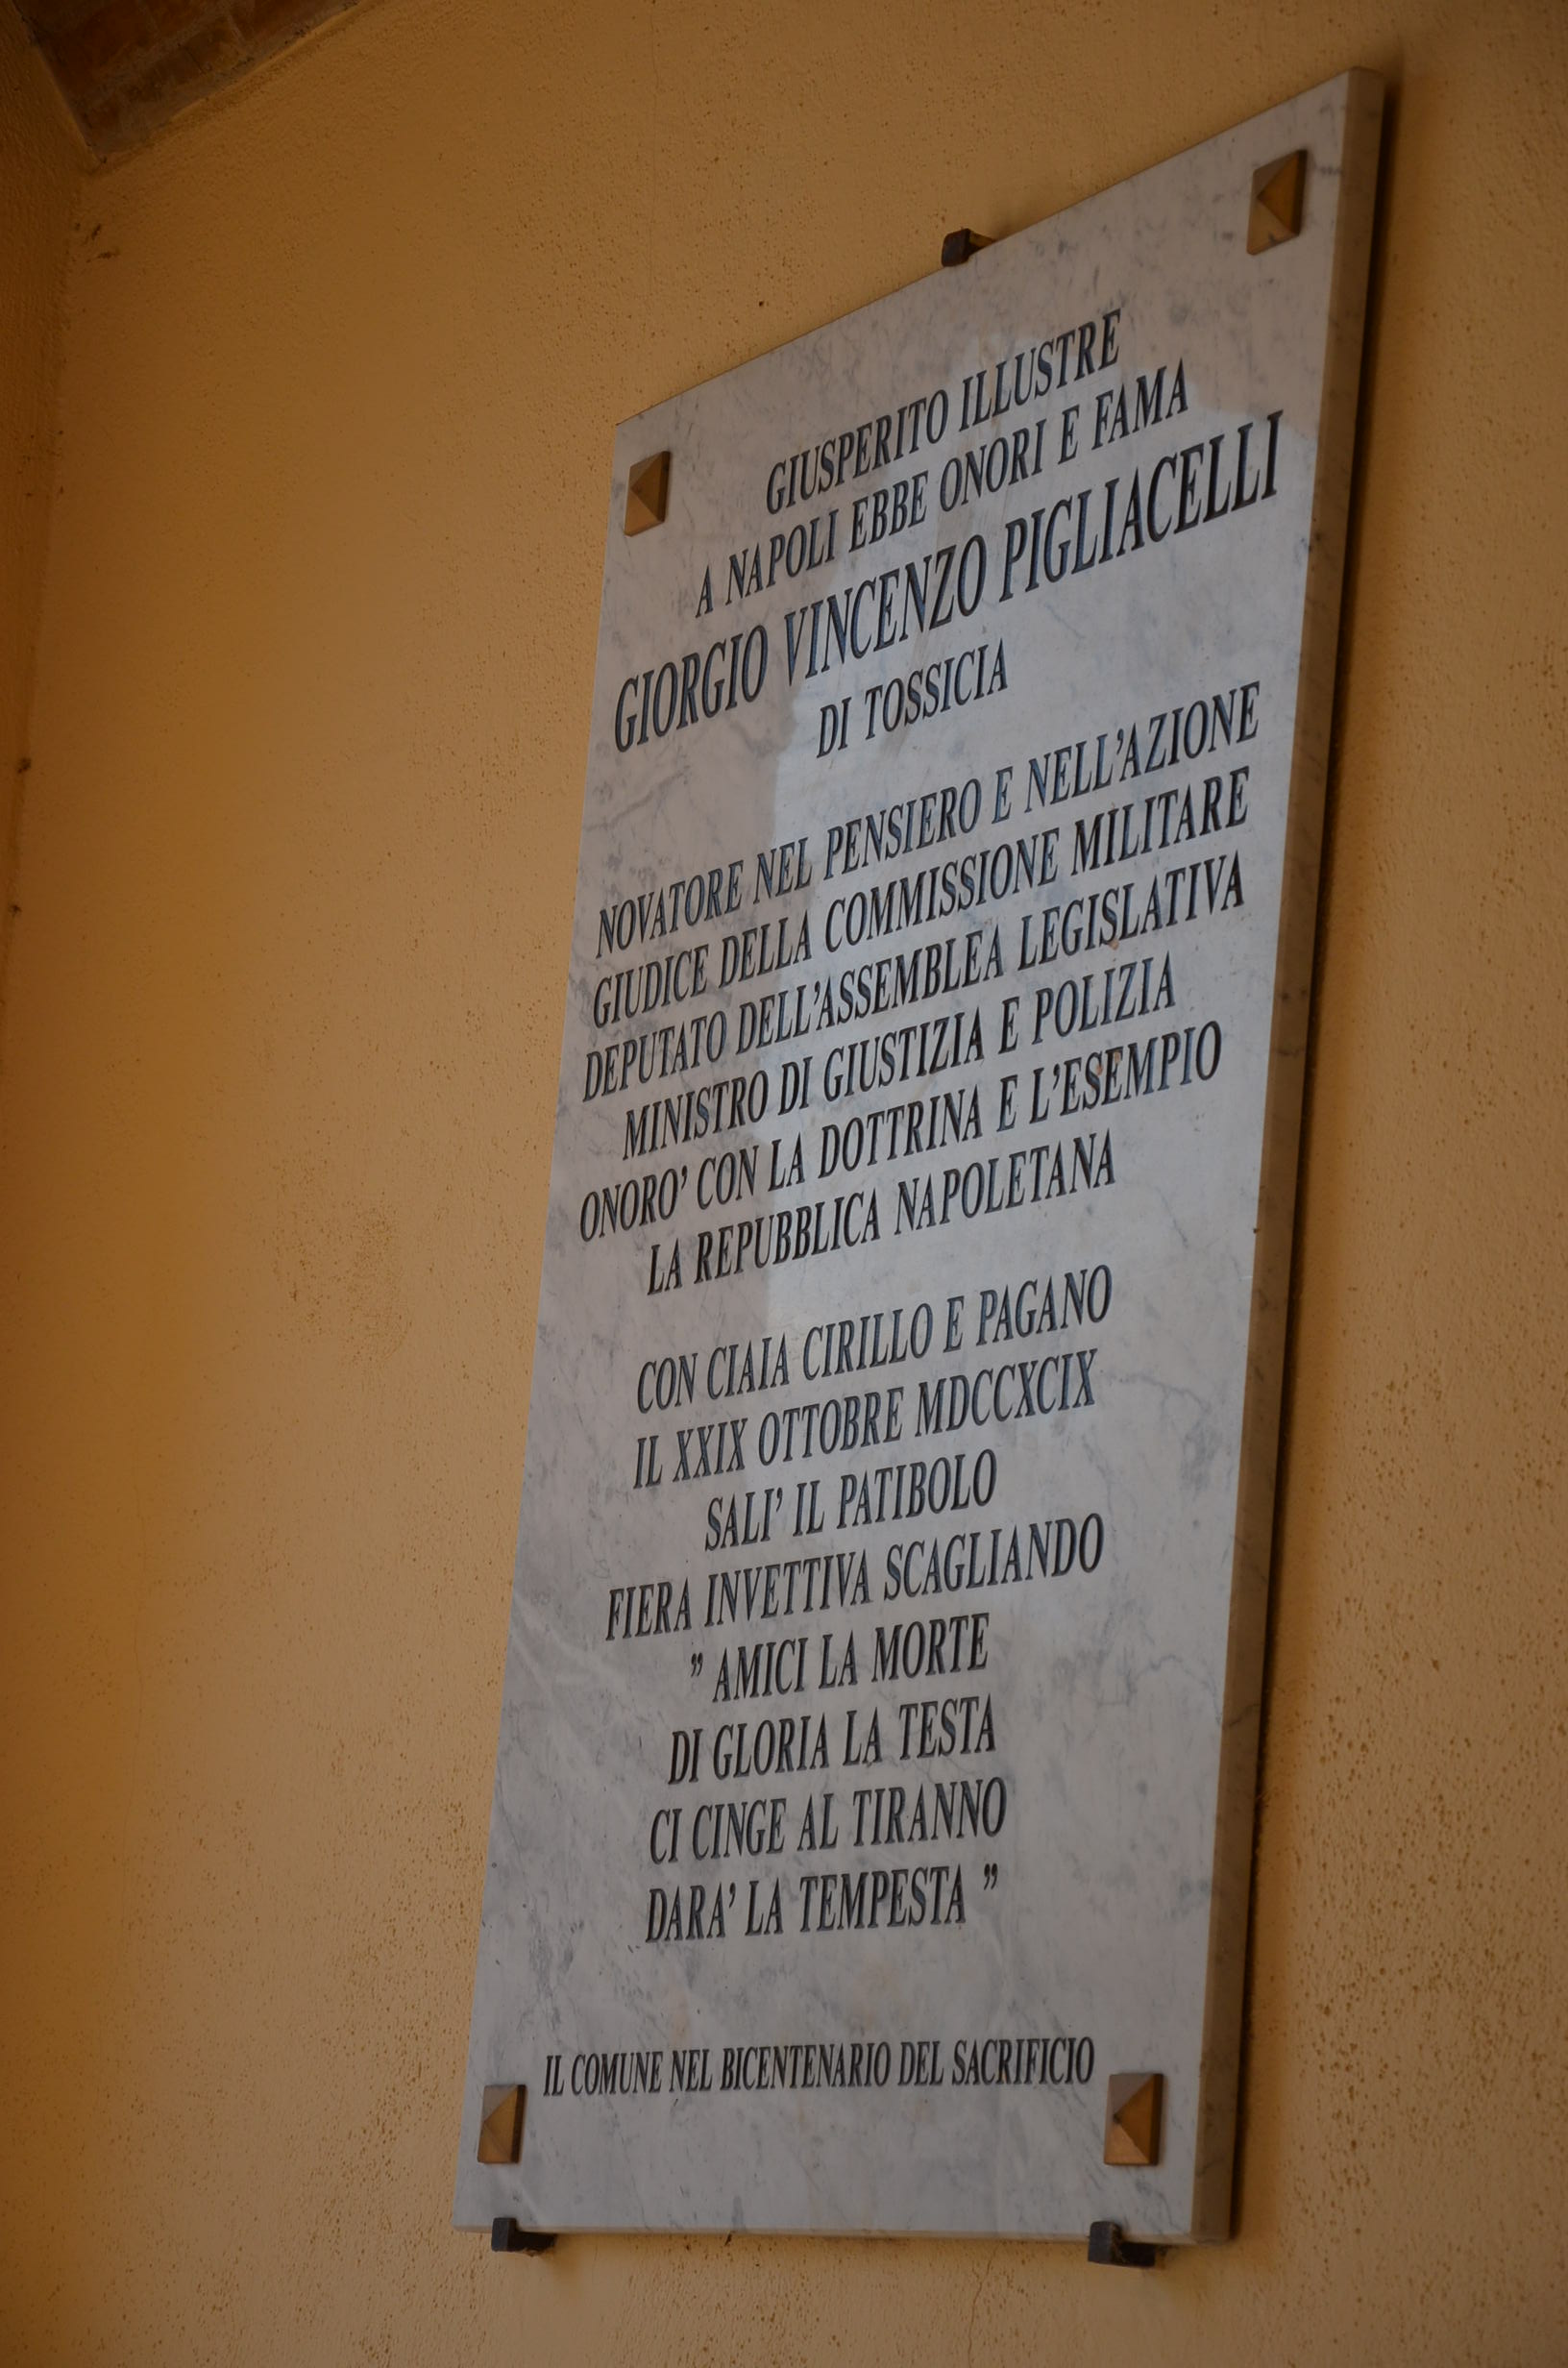 GIUSPERITO ILLUSTRE
A NAPOLI EBBE ONORI E FAMA
GIORGIO VINCENZO PIGLIACELLI
DI TOSSICIA
NOVATORE NEL PENSIERO E NELL'AZIONE
GIUDICE DELLA COMMISSIONE MILITARE
DEPUTATO DELL'ASSEMBLEA LEGISLATIVA
MINISTRO DI GIUSTIZIA E POLIZIA
ONORO' CON LA DOTTRINA E L'ESEMPIO
LA REPUBBLICA NAPOLETANA
CON CIAIA CIRILLO E PAGANO
IL XXIX OTTOBRE MDCCXCIX
SALI' IL PATIBOLO
FIERA INVETTIVA SCAGLIANDO
" AMICI LA MORTE
DI GLORIA LA TESTA
CI CINGE AL TIRANNO
DARA' LA TEMPESTA "
IL COMUNE NEL BICENTENARIO DEL SACRIFICIO